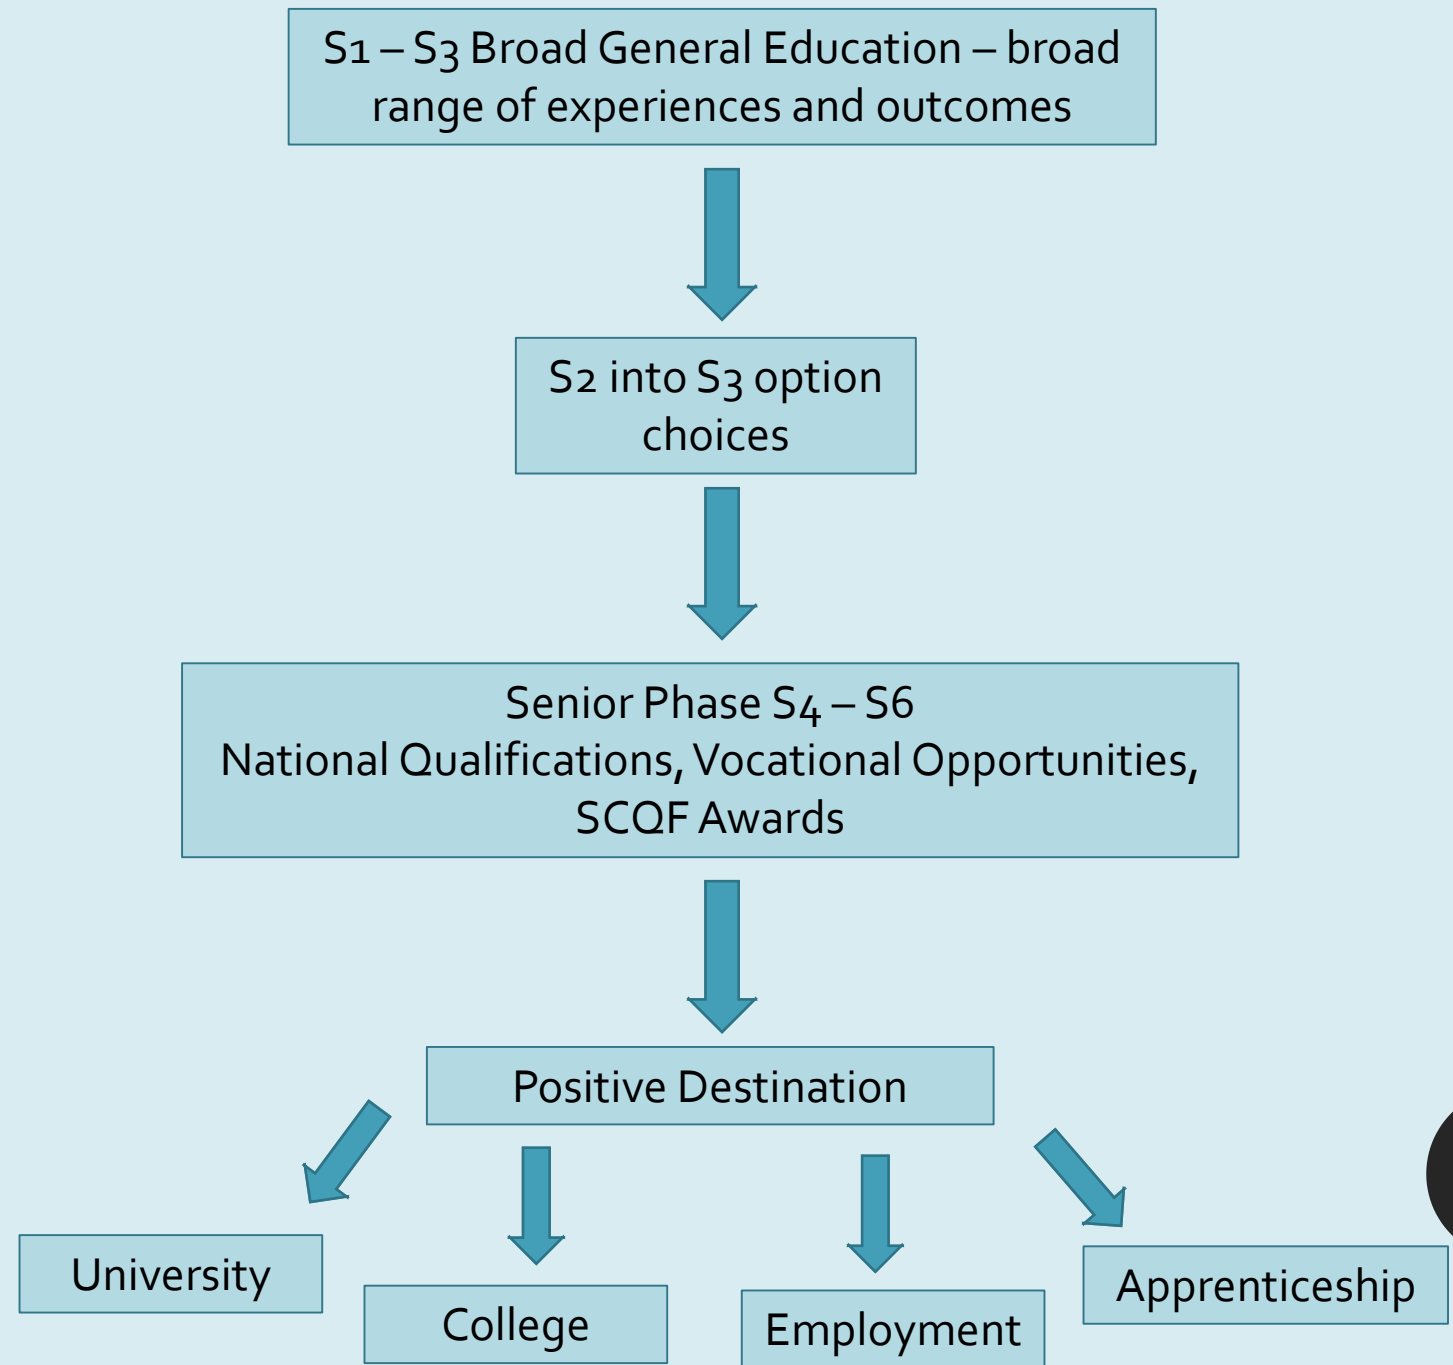 S1 – S3 Broad General Education – broad
range of experiences and outcomes
S2 into S3 option
choices
Senior Phase S4 – S6
National Qualifications, Vocational Opportunities,
SCQF Awards
Positive Destination
University
College
Employment
Apprenticeship